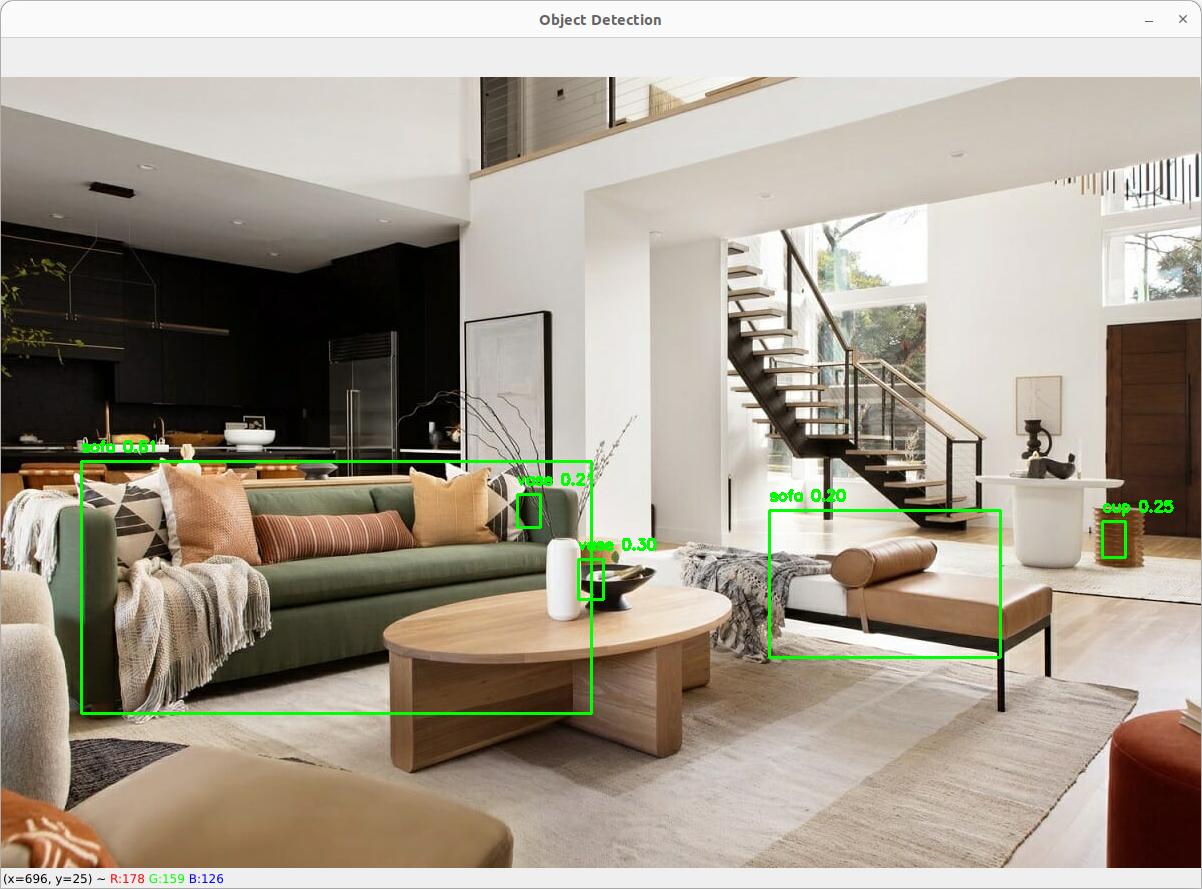 Object Detection
sofa 0.61
vase 0.21
sofa 0.20
cup 0.25
vase 0.30
(x=696, y=25) ~ R:178 G:159 B:126